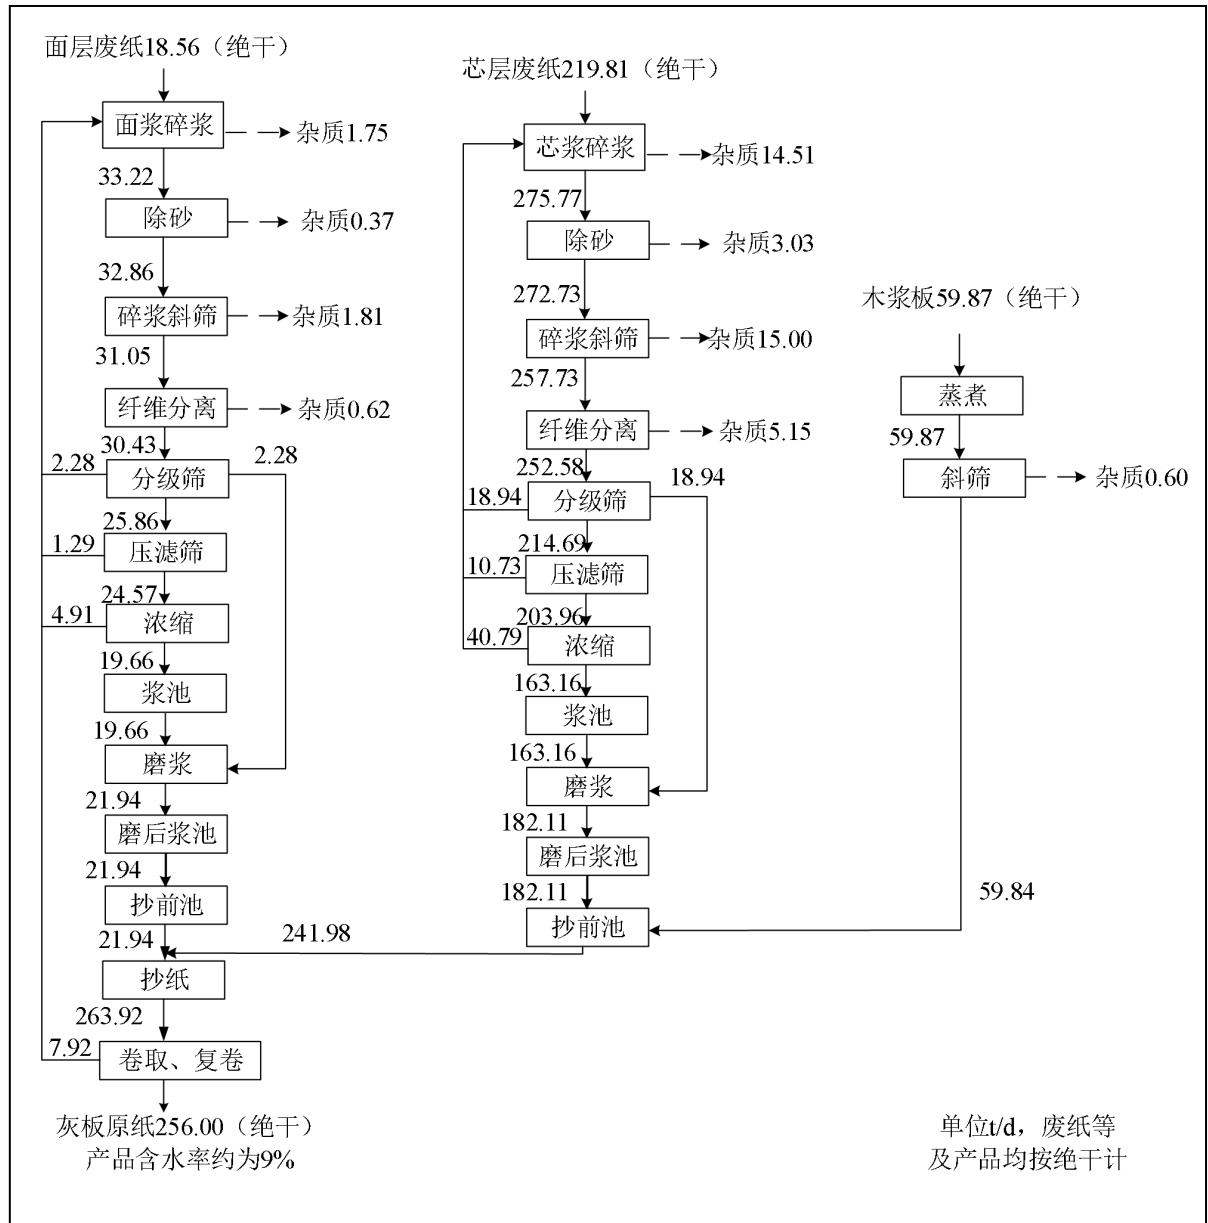 面层废纸18.56（绝干）
面浆碎浆
杂质1.75
33.22
除砂
杂质0.37
32.86
碎浆斜筛
杂质1.81
31.05
纤维分离
杂质0.62
30.43
2.28
2.28
分级筛
25.86
1.29
压滤筛
24.57
4.91
浓缩
19.66
浆池
19.66
磨浆
21.94
磨后浆池
21.94
抄前池
21.94
241.98
抄纸
263.92
7.92
卷取、复卷
灰板原纸256.00（绝干）
产品含水率约为9%
芯层废纸219.81（绝干）
芯浆碎浆
杂质14.51
275.77
除砂
杂质3.03
272.73
碎浆斜筛
杂质15.00
257.73
纤维分离
杂质5.15
252.58
18.94
18.94
分级筛
214.69
10.73
压滤筛
203.96
40.79
浓缩
163.16
浆池
163.16
磨浆
182.11
磨后浆池
182.11
抄前池
木浆板59.87（绝干）
蒸煮
59.87
斜筛
杂质0.60
59.84
单位t/d，废纸等
及产品均按绝干计